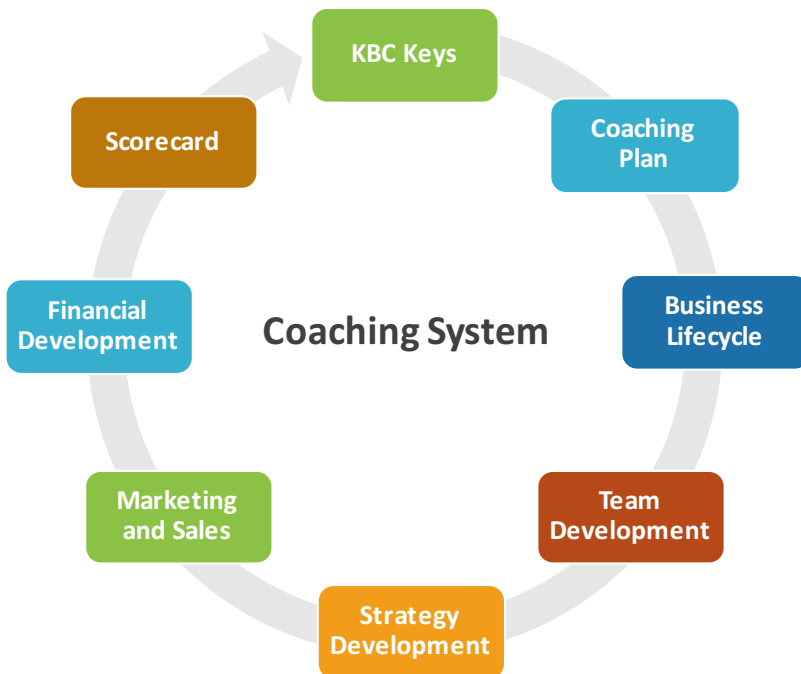 KBC Keys
Coaching
Plan
Business
Lifecycle
Team
Development
Strategy
Development
Marketing
and Sales
Financial
Development
Scorecard
Coaching System